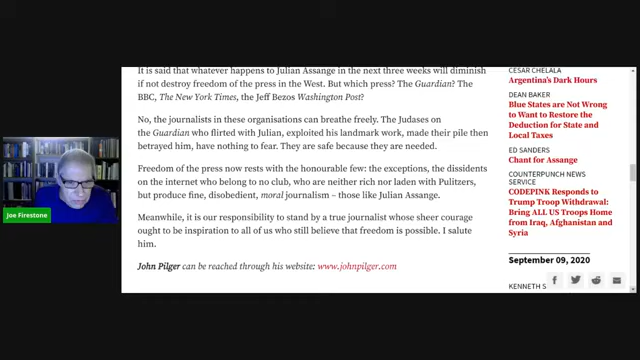 It is said that whatever happens to Julian Assange in the next three weeks will diminish
if not destroy freedom of the press in the West. But which press? The Guardian? The
BBC, The New York Times, the Jeff Bezos Washington Post?
No, the journalists in these organisations can breathe freely. The Judases on
the Guardian who flirted with Julian, exploited his landmark work, made their pile then
betrayed him, have nothing to fear. They are safe because they are needed.
Freedom of the press now rests with the honourable few: the exceptions, the dissidents
on the internet who belong to no club, who are neither rich nor laden with Pulitzers,
but produce fine, disobedient, moral journalism – those like Julian Assange.
Meanwhile, it is our responsibility to stand by a true journalist whose sheer courage
ought to be inspiration to all of us who still believe that freedom is possible. I salute
him.
John Pilger can be reached through his website: www.johnpilger.com
CESAR CHELALA
Argentina's Dark Hours
DEAN BAKER
Blue States are Not Wrong
to Want to Restore the
Deduction for State and
Local Taxes
ED SANDERS
Chant for Assange
COUNTERPUNCH NEWS
SERVICE
CODEPINK Responds to
Trump Troop Withdrawal:
Bring ALL US Troops Home
from Iraq, Afghanistan and
Syria
September 09, 2020
KENNETH S
Joe Firestone